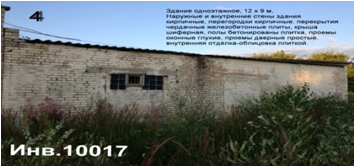 4
Здание одноэтажное, 12 х 9 м,
Наружные и внутренние стены здания
кирпичные, перегородки кирпичные. перекрытия
чердачные железобетонные плиты, крыша
шиферная, полы бетонированы плитка, проемы
оконные глухие, проемы дверные простые.
внутренняя отделка-облицовка плиткой.
Инв.10017